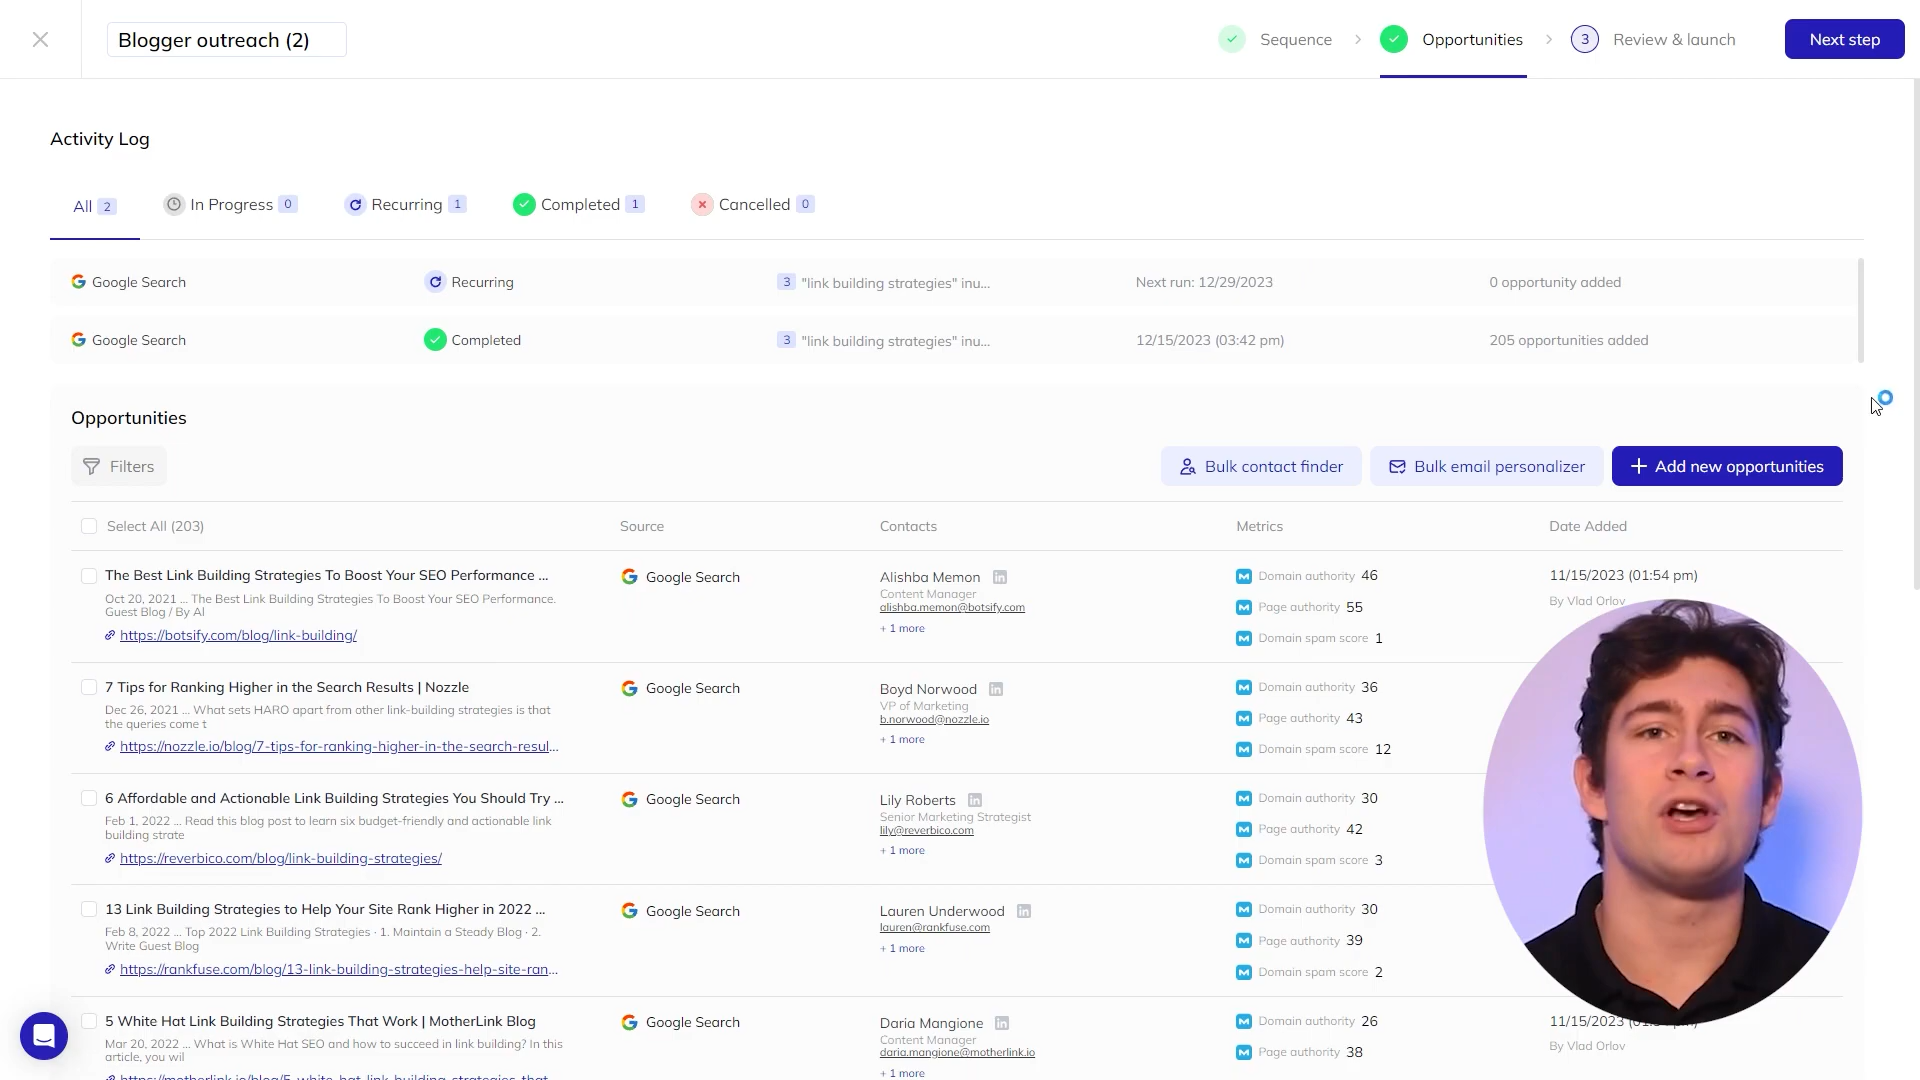 Blogger outreach (2)
Sequence
Opportunities
3
Review & launch
Next step
Activity Log
All 2
In Progress 0
Recurring 1
Completed 1
Cancelled 0
Google Search
Recurring
3 "link building strategies" inu...
Next run: 12/29/2023
0 opportunity added
Google Search
Completed
3 "link building strategies" inu...
12/15/2023 (03:42 pm)
205 opportunities added
Opportunities
Filters
Bulk contact finder
Bulk email personalizer
Add new opportunities
Select All (203)
Source
Contacts
Metrics
Date Added
The Best Link Building Strategies To Boost Your SEO Performance ...
Oct 20, 2021 ... The Best Link Building Strategies To Boost Your SEO Performance.
Guest Blog / By Al
https://botsify.com/blog/link-building/
Google Search
Alishba Memon
Content Manager
alishba.memon@botsify.com
+ 1 more
Domain authority 46
Page authority 55
Domain spam score 1
11/15/2023 (01:54 pm)
By Vlad Orlov
7 Tips for Ranking Higher in the Search Results | Nozzle
Dec 26, 2021 ... What sets HARO apart from other link-building strategies is that
the queries come t
https://nozzle.io/blog/7-tips-for-ranking-higher-in-the-search-resul...
Google Search
Boyd Norwood
VP of Marketing
b.norwood@nozzle.io
+ 1 more
Domain authority 36
Page authority 43
Domain spam score 12
6 Affordable and Actionable Link Building Strategies You Should Try ...
Feb 1, 2022 ... Read this blog post to learn six budget-friendly and actionable link
building strate
https://reverbico.com/blog/link-building-strategies/
Google Search
Lily Roberts
Senior Marketing Strategist
lily@reverbico.com
+ 1 more
Domain authority 30
Page authority 42
Domain spam score 3
13 Link Building Strategies to Help Your Site Rank Higher in 2022 ...
Feb 8, 2022 ... Top 2022 Link Building Strategies · 1. Maintain a Steady Blog · 2.
Write Guest Blog
https://rankfuse.com/blog/13-link-building-strategies-help-site-ran...
Google Search
Lauren Underwood
lauren@rankfuse.com
+ 1 more
Domain authority 30
Page authority 39
Domain spam score 2
5 White Hat Link Building Strategies That Work | MotherLink Blog
Mar 20, 2022 ... What is White Hat SEO and how to succeed in link building? In this
article, you wil
https://motherlink.io/blog/5-white-hat-link-building-strategies-that...
Google Search
Daria Mangione
Content Manager
daria.mangione@motherlink.io
+ 1 more
Domain authority 26
Page authority 38
11/15/2023
By Vlad Orlov